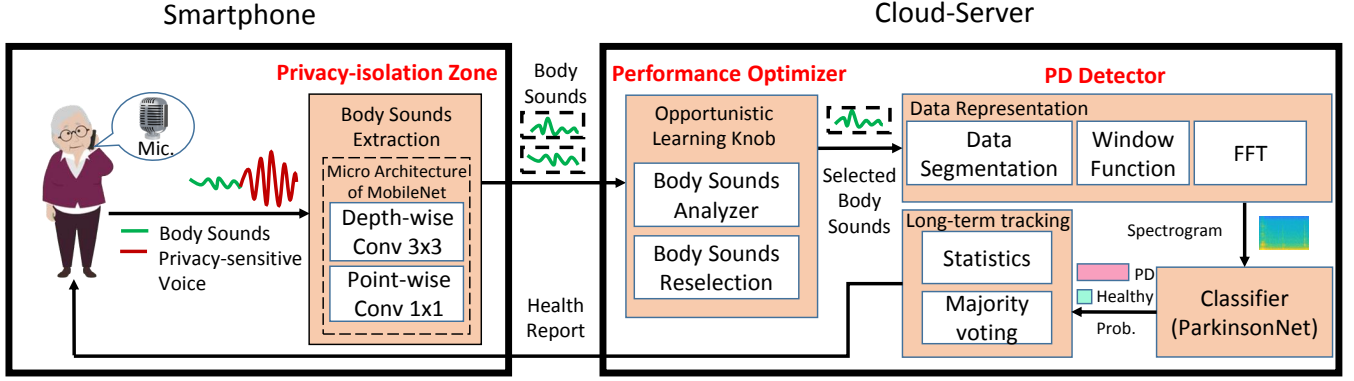 Smartphone
Cloud-Server
Privacy-isolation Zone
Mic.
Body Sounds
Privacy-sensitive
Voice
Body Sounds
Extraction
Micro Architecture
of MobileNet
Depth-wise
Conv 3x3
Point-wise
Conv 1x1
Body
Sounds
Health
Report
Performance Optimizer
Opportunistic
Learning Knob
Body Sounds
Analyzer
Body Sounds
Reselection
Selected
Body
Sounds
PD Detector
Data Representation
Data
Segmentation
Window
Function
FFT
Spectrogram
Long-term tracking
Statistics
Majority
voting
PD
Healthy
Prob.
Classifier
(ParkinsonNet)